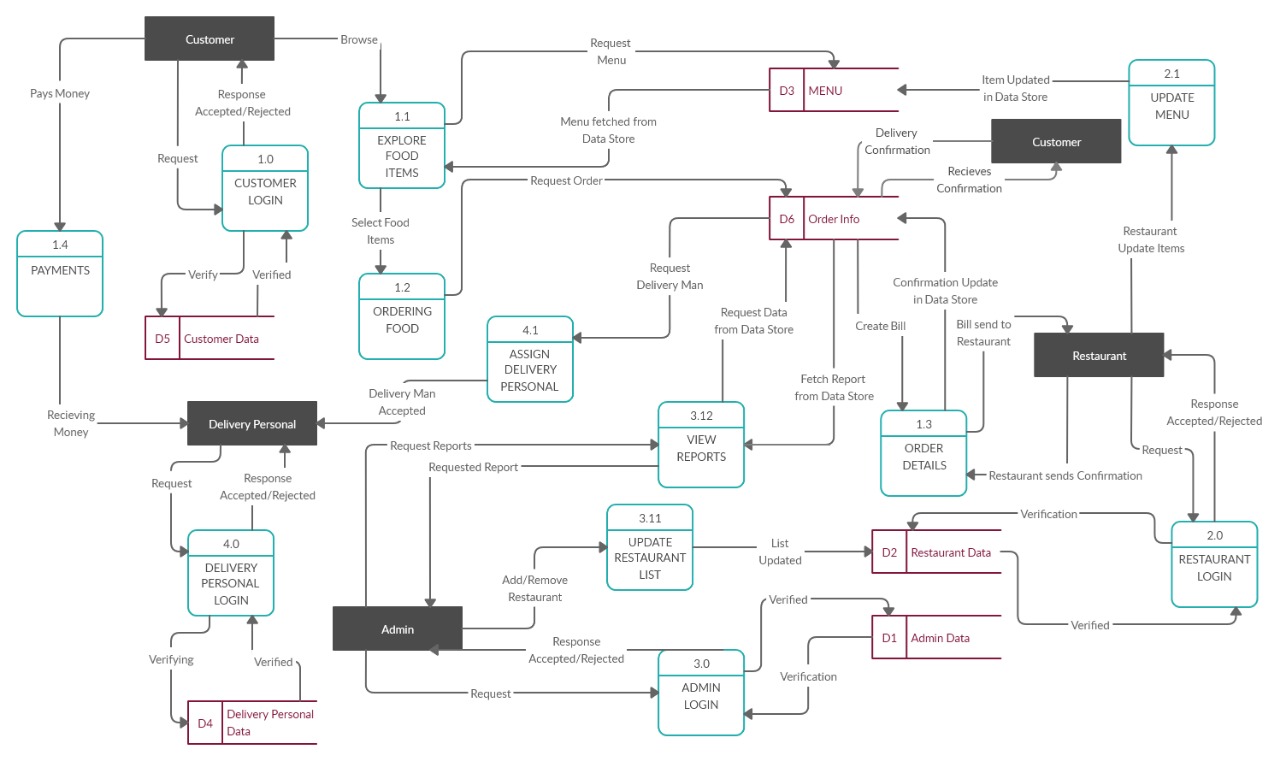 Customer
Browse
Request
Menu
Pays Money
Response
Accepted/Rejected
Request
1.0
CUSTOMER
LOGIN
1.1
EXPLORE
FOOD
ITEMS
D3
MENU
Menu fetched from
Data Store
Item Updated
in Data Store
2.1
UPDATE
MENU
Customer
Delivery
Confirmation
Recieves
Confirmation
Request Order
D6
Order Info
Select Food
Items
1.4
PAYMENTS
Verify
Verified
D5
Customer Data
1.2
ORDERING
FOOD
Request
Delivery Man
Restaurant
Update Items
Confirmation Update
in Data Store
Request Data
from Data Store
Create Bill
Bill send to
Restaurant
4.1
ASSIGN
DELIVERY
PERSONAL
Restaurant
Fetch Report
from Data Store
Delivery Man
Accepted
Recieving
Money
Delivery Personal
3.12
VIEW
REPORTS
1.3
ORDER
DETAILS
Response
Accepted/Rejected
Request Reports
Requested Report
Request
Restaurant sends Confirmation
Request
Response
Accepted/Rejected
3.11
UPDATE
RESTAURANT
LIST
List
Updated
Verification
D2
Restaurant Data
2.0
RESTAURANT
LOGIN
4.0
DELIVERY
PERSONAL
LOGIN
Add/Remove
Restaurant
Admin
Verified
Verified
D1
Admin Data
Response
Accepted/Rejected
3.0
ADMIN
LOGIN
Verification
Request
Verifying
Verified
D4
Delivery Personal
Data